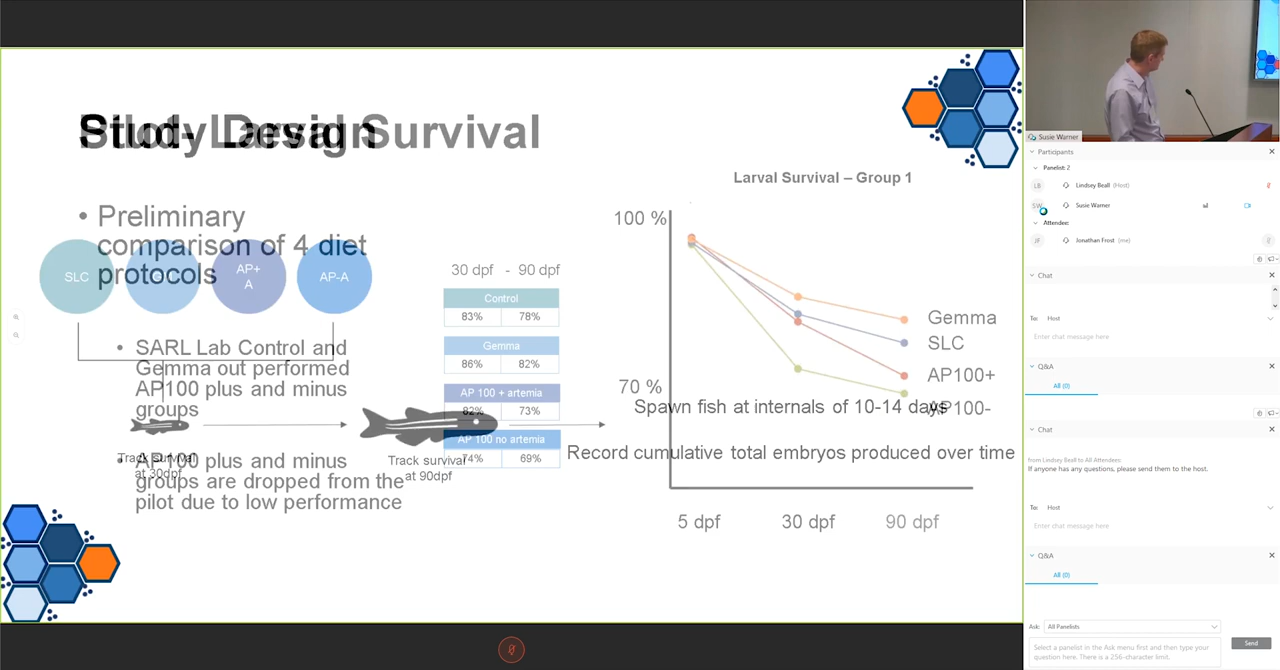 Study Design
Pilot- Larval Survival
• Preliminary
comparison of 4 diet
protocols
SLC
AP+
A
AP-A
• SARL Lab Control and
Gemma out performed
AP100 plus and minus
groups
• AP100 plus and minus
groups are dropped from the
pilot due to low performance
Track survival
at 30dpf
Track survival
at 90dpf
30 dpf - 90 dpf
Control
83% 78%
Gemma
86% 82%
AP 100 + artemia
82% 73%
AP 100 no artemia
74% 69%
Larval Survival – Group 1
100 %
70 %
Gemma
SLC
AP100+
AP100-
Spawn fish at internals of 10-14 days
Record cumulative total embryos produced over time
5 dpf 30 dpf 90 dpf
Susie Warner
Participants
Panelist: 2
LB Lindsey Beall (Host)
SW Susie Warner
Attendee:
JF Jonathan Frost (me)
Chat
To: Host
Enter chat message here
Q&A
All (0)
Chat
from Lindsey Beall to All Attendees:
If anyone has any questions, please send them to the host.
To: Host
Enter chat message here
Q&A
All (0)
Ask: All Panelists
Select a panelist in the Ask menu first and then type your
question here. There is a 256-character limit.
Send